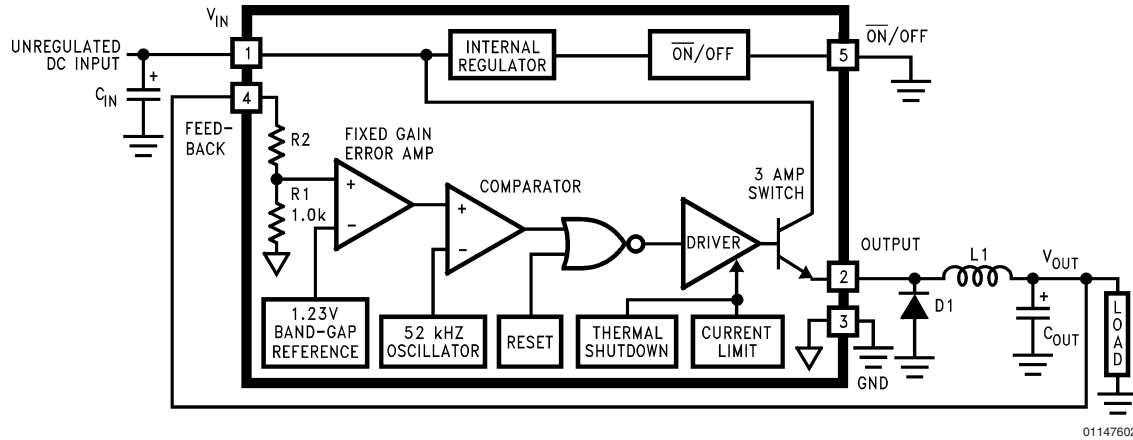 V_IN
UNREGULATED
DC INPUT
+
C_IN
1
4
FEED-
BACK
R2
R1
1.0k
INTERNAL
REGULATOR
O̅N̅/OFF
5
O̅N̅/OFF
FIXED GAIN
ERROR AMP
+
−
COMPARATOR
+
−
3 AMP
SWITCH
DRIVER
OUTPUT
2
3
GND
L1
D1
V_OUT
+
C_OUT
LOAD
1.23V
BAND-GAP
REFERENCE
52 kHZ
OSCILLATOR
RESET
THERMAL
SHUTDOWN
CURRENT
LIMIT
01147602